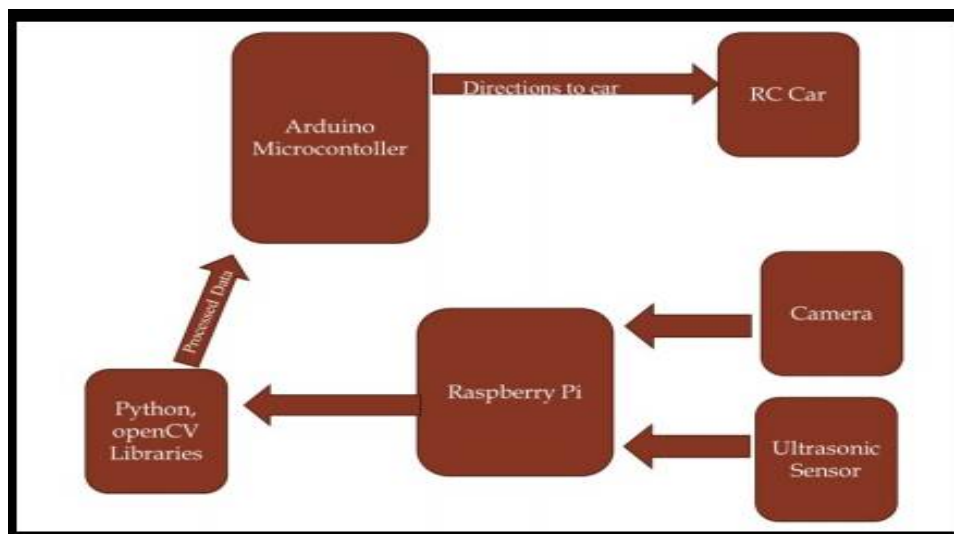 Arduino
Microcontoller
Directions to car
RC Car
Processed Data
Camera
Raspberry Pi
Python,
openCV
Libraries
Ultrasonic
Sensor